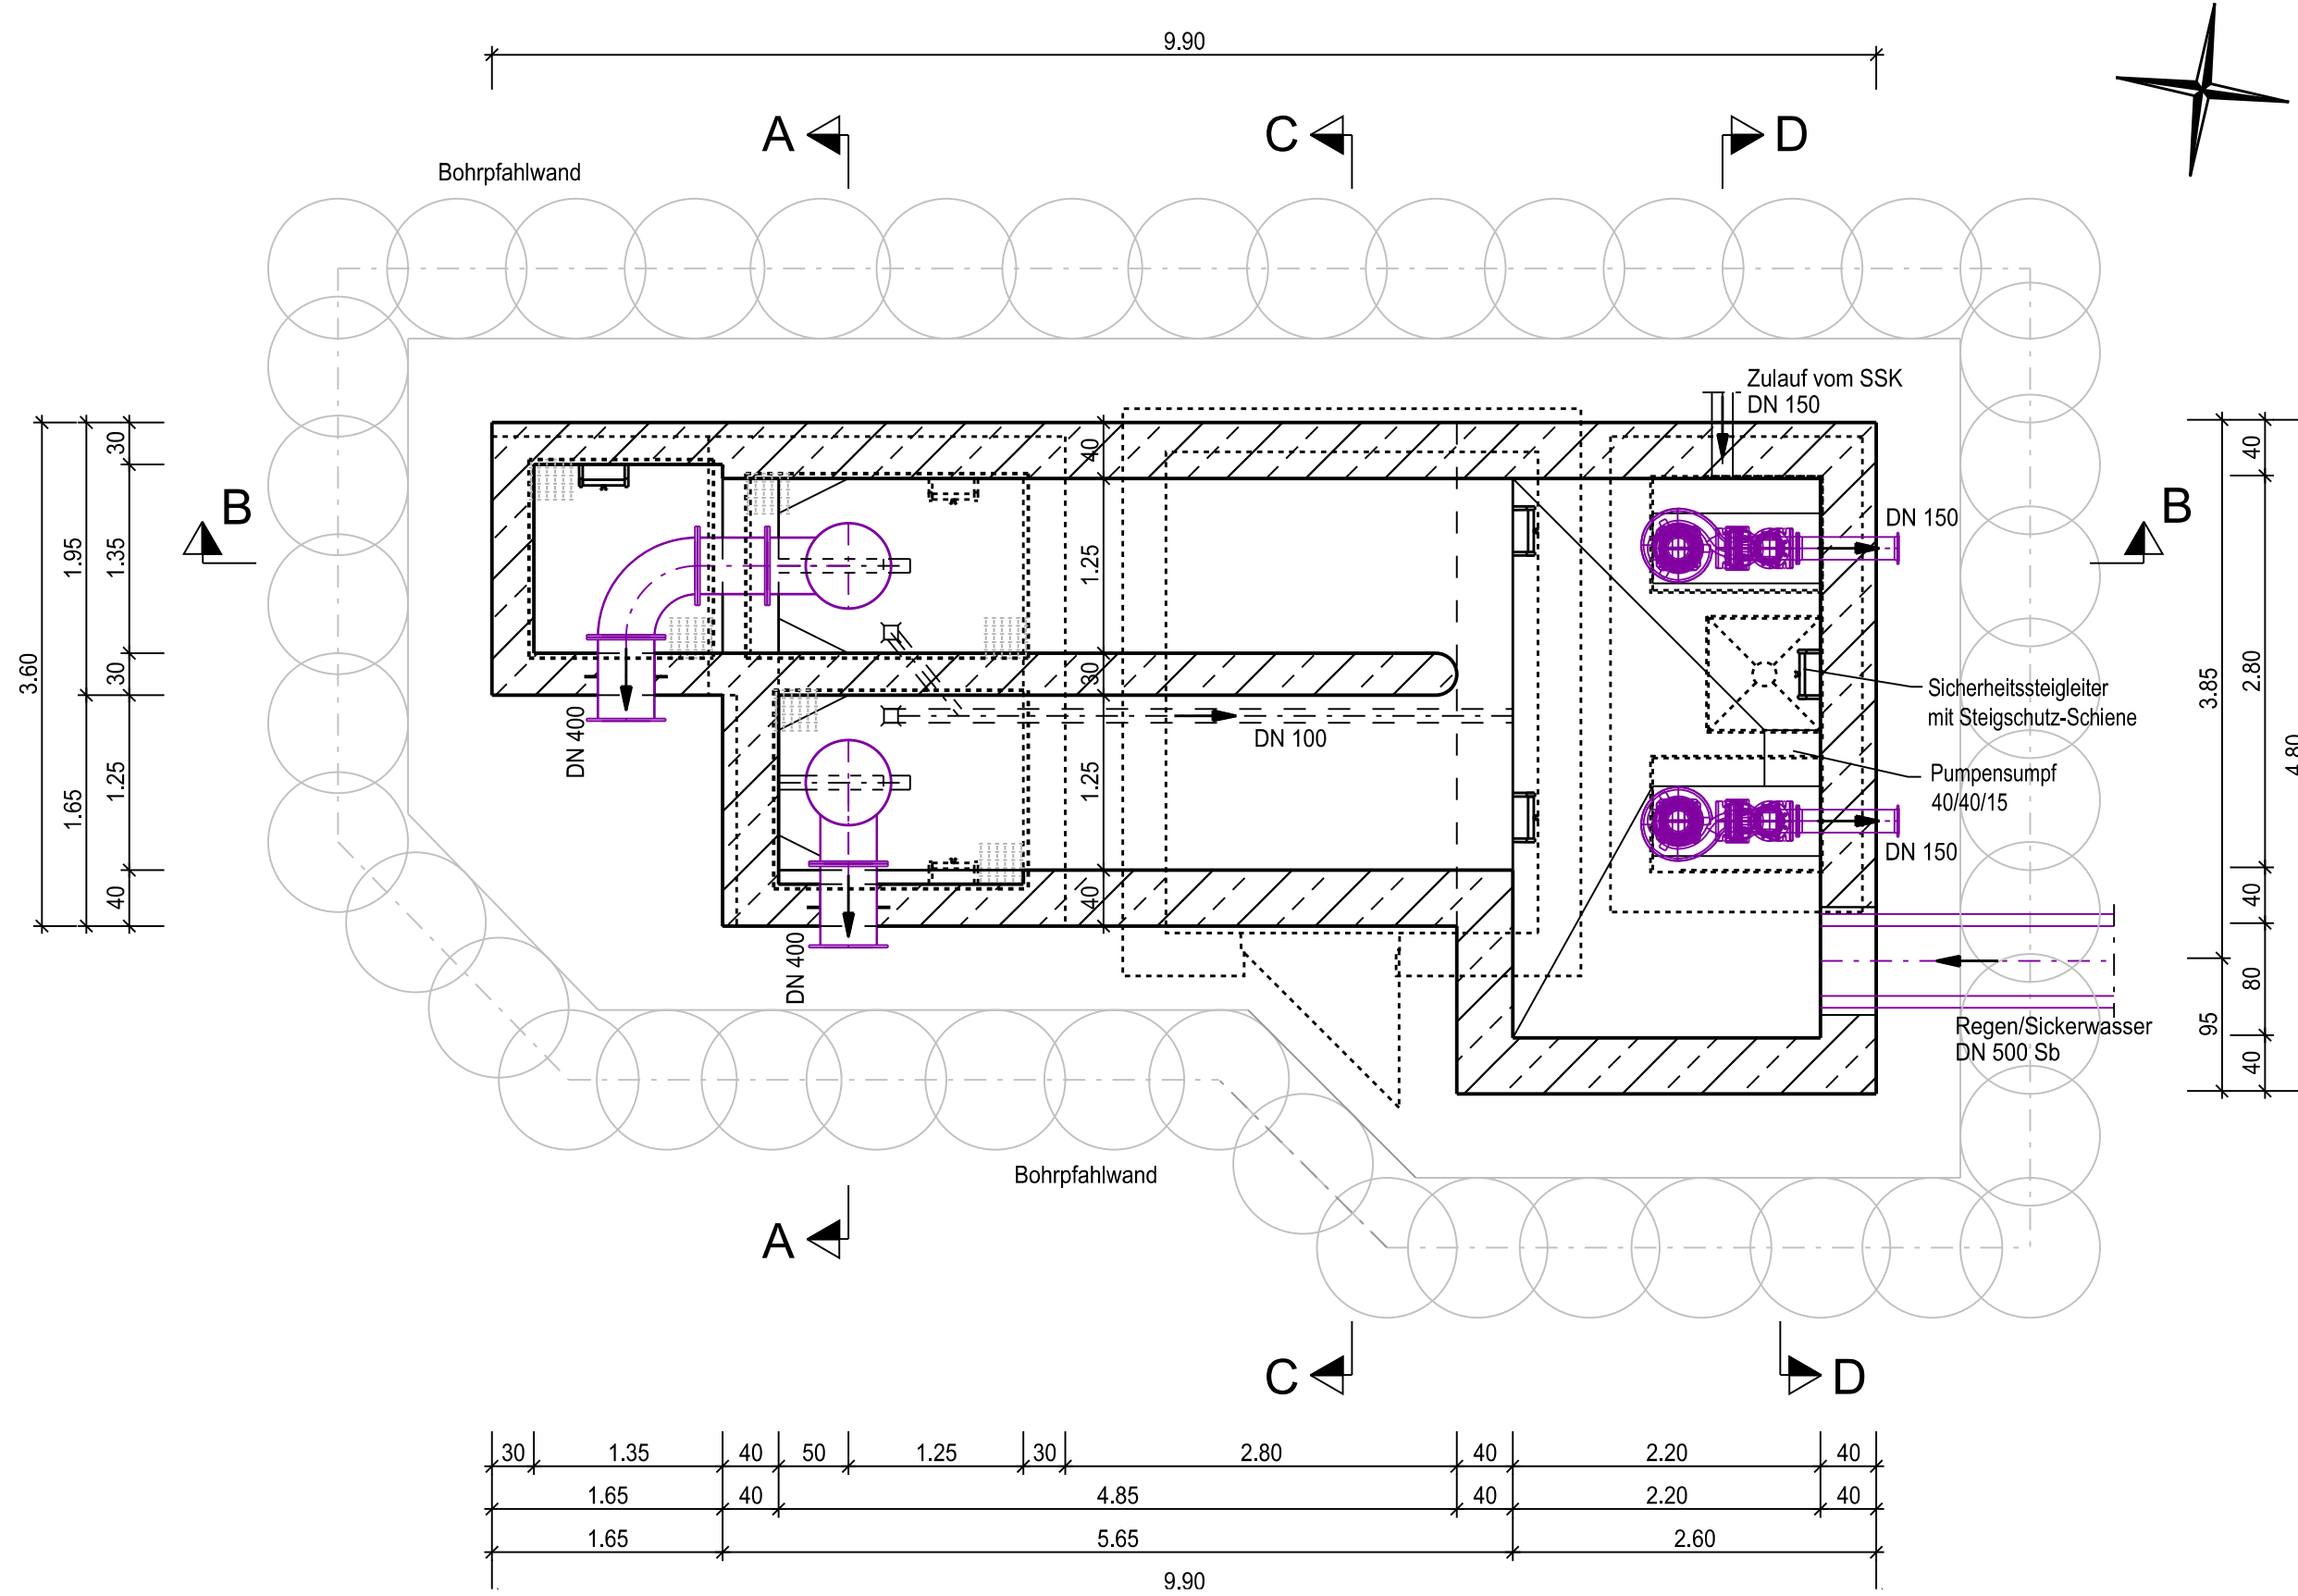 9.90
A
C
D
Bohrpfahlwand
Zulauf vom SSK
DN 150
B
B
DN 150
30
1.35
30
1.25
40
1.95
1.65
3.60
40
1.25
30
1.25
40
40
2.80
40
80
40
3.85
95
4.80
Sicherheitssteigleiter
mit Steigschutz-Schiene
DN 400
DN 100
Pumpensumpf
40/40/15
DN 150
DN 400
Regen/Sickerwasser
DN 500 Sb
Bohrpfahlwand
A
C
D
30 1.35 40 50 1.25 30 2.80 40 2.20 40
1.65 40 4.85 40 2.20 40
1.65 5.65 2.60
9.90